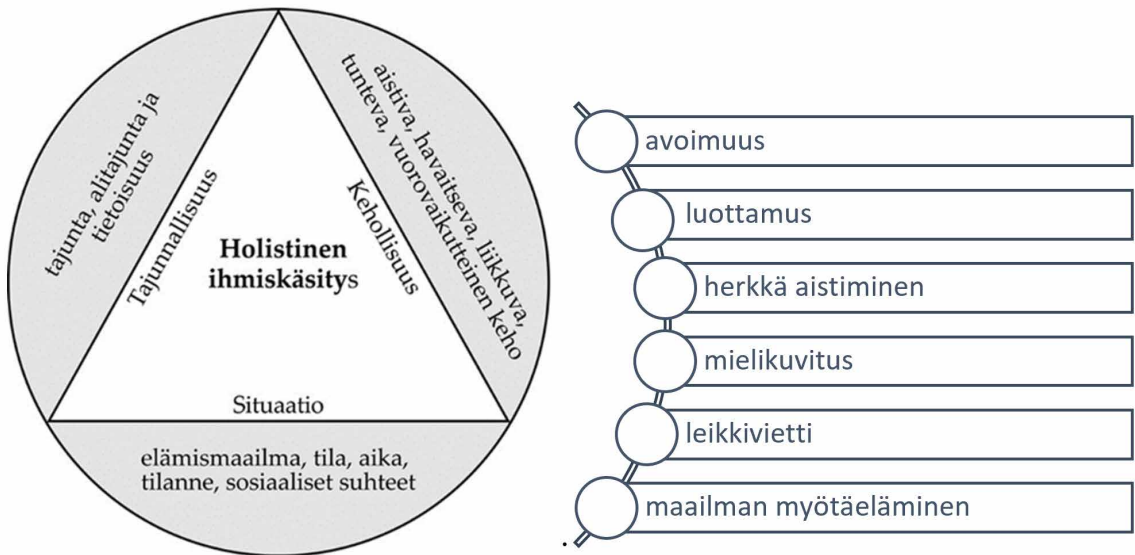 tajunta, alitajunta ja
tietoisuus
Tajunnallisuus
Holistinen
ihmiskäsitys
Kehollisuus
aistiva, havaitseva, liikkuva,
tunteva, vuorovaikutteinen keho
Situaatio
elämismaailma, tila, aika,
tilanne, sosiaaliset suhteet
avoimuus
luottamus
herkkä aistiminen
mielikuvitus
leikkivietti
maailman myötäeläminen
.